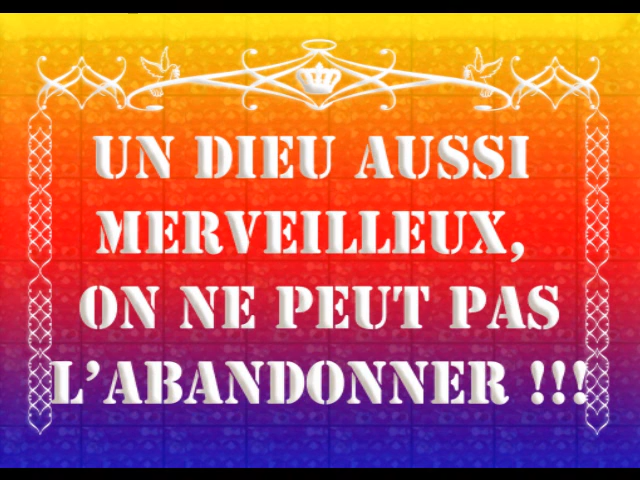 UN DIEU AUSSI
MERVEILLEUX,
ON NE PEUT PAS
L'ABANDONNER !!!